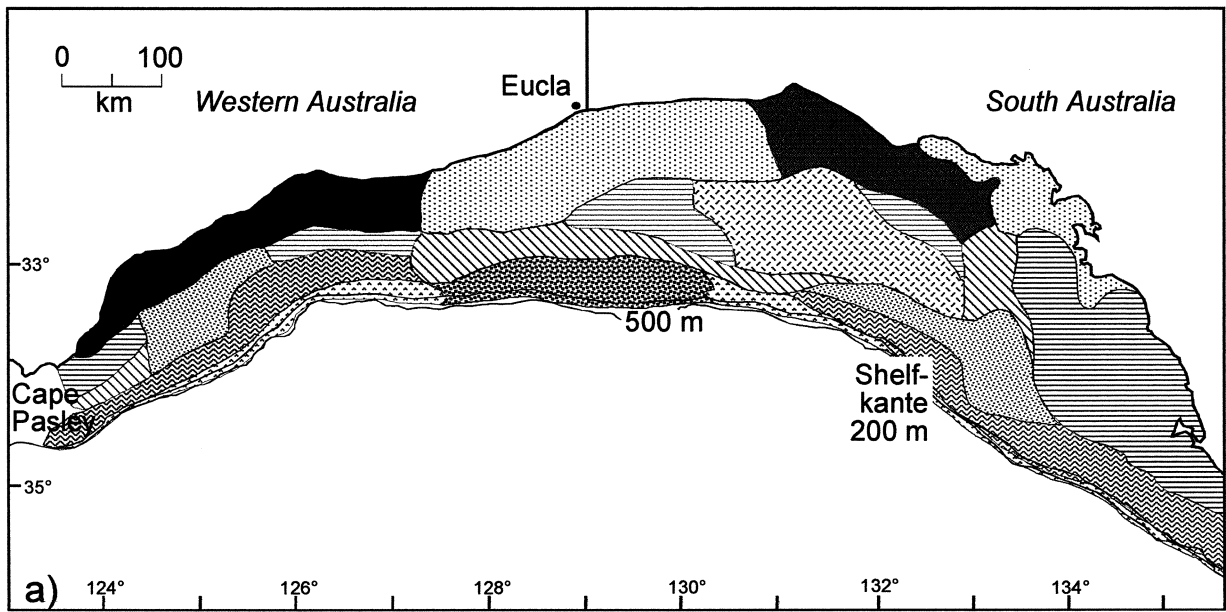 0 100
km
Western Australia
Eucla
South Australia
33°
500 m
Shelf-
kante
200 m
Cape
Pasley
35°
a)
124° 126° 128° 130° 132° 134°